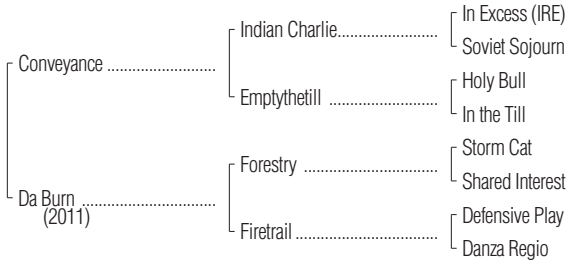 In Excess (IRE)
Indian Charlie....................
Soviet Sojourn
Conveyance .....................
Holy Bull
Emptythetill .....................
In the Till
Storm Cat
Forestry ..........................
Shared Interest
Da Burn ..........................
(2011)
Defensive Play
Firetrail............................
Danza Regio